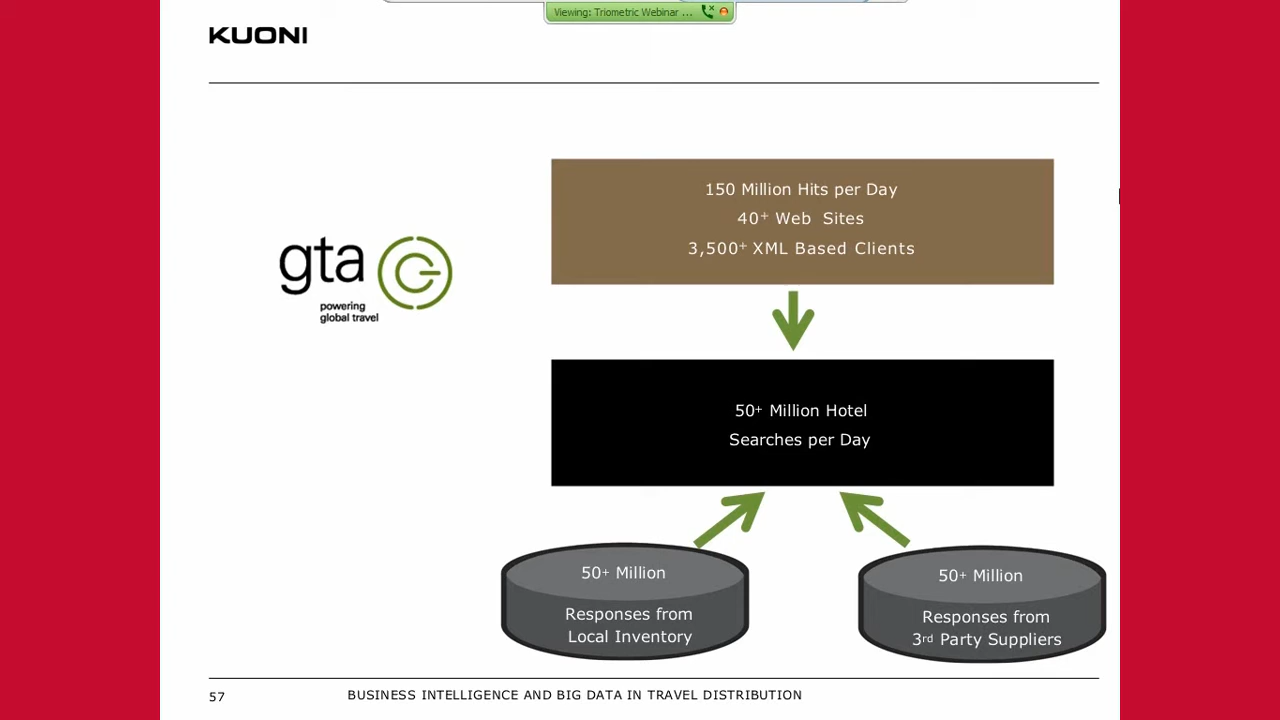 Viewing: Triometric Webinar ...
KUONI
150 Million Hits per Day
40+ Web Sites
3,500+ XML Based Clients
gta
powering
global travel
50+ Million Hotel
Searches per Day
50+ Million
Responses from
Local Inventory
50+ Million
Responses from
3rd Party Suppliers
57
BUSINESS INTELLIGENCE AND BIG DATA IN TRAVEL DISTRIBUTION